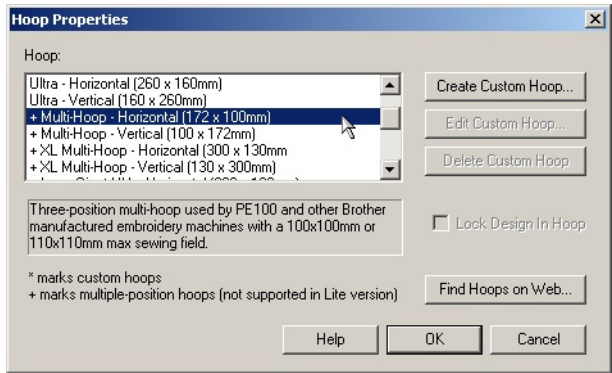 Hoop Properties
Hoop:
Ultra - Horizontal (260 x 160mm)
Ultra - Vertical (160 x 260mm)
+ Multi-Hoop - Horizontal (172 x 100mm)
+ Multi-Hoop - Vertical (100 x 172mm)
+ XL Multi-Hoop - Horizontal (300 x 130mm
+ XL Multi-Hoop - Vertical (130 x 300mm)
Create Custom Hoop...
Edit Custom Hoop...
Delete Custom Hoop
Three-position multi-hoop used by PE100 and other Brother
manufactured embroidery machines with a 100x100mm or
110x110mm max sewing field.
Lock Design In Hoop
* marks custom hoops
+ marks multiple-position hoops (not supported in Lite version)
Find Hoops on Web...
Help
OK
Cancel